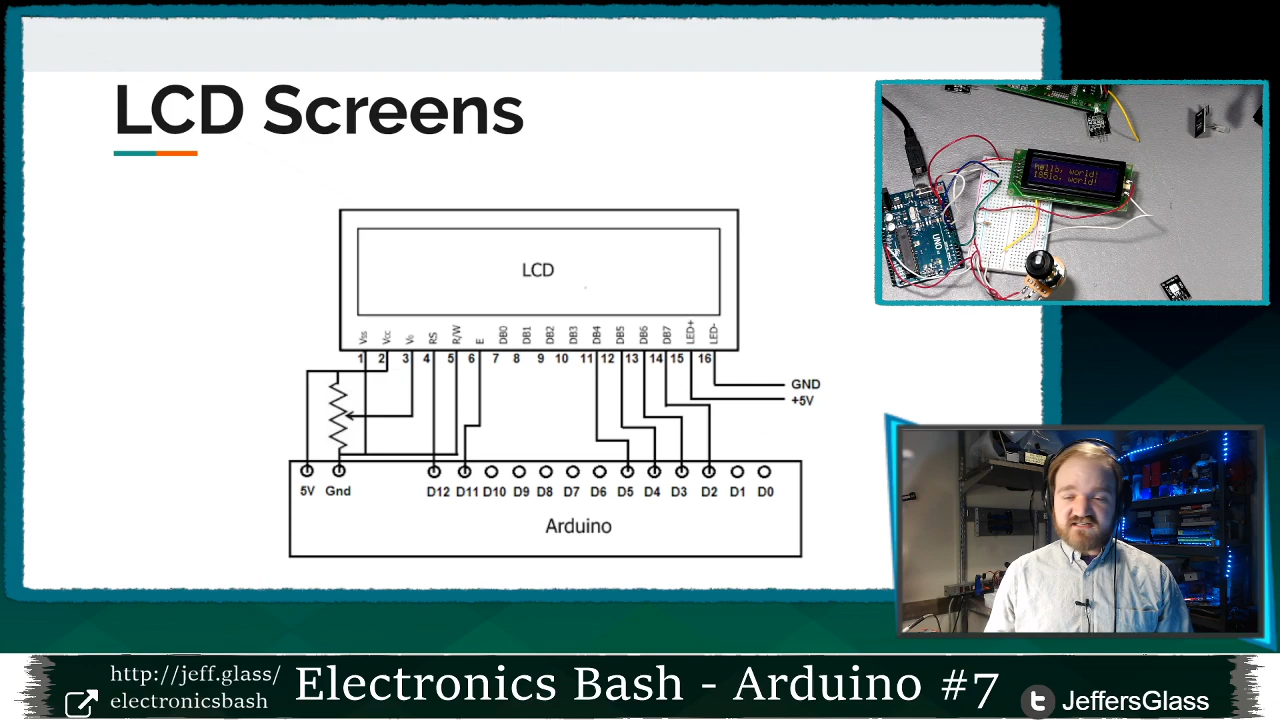 LCD Screens
LCD
Vss Vcc V0 RS R/W E DB0 DB1 DB2 DB3 DB4 DB5 DB6 DB7 LED+ LED-
1 2 3 4 5 6 7 8 9 10 11 12 13 14 15 16
GND
+5V
5V Gnd D12 D11 D10 D9 D8 D7 D6 D5 D4 D3 D2 D1 D0
Arduino
hello, world!
UNO
http://jeff.glass/
electronicsbash
Electronics Bash - Arduino #7
JeffersGlass